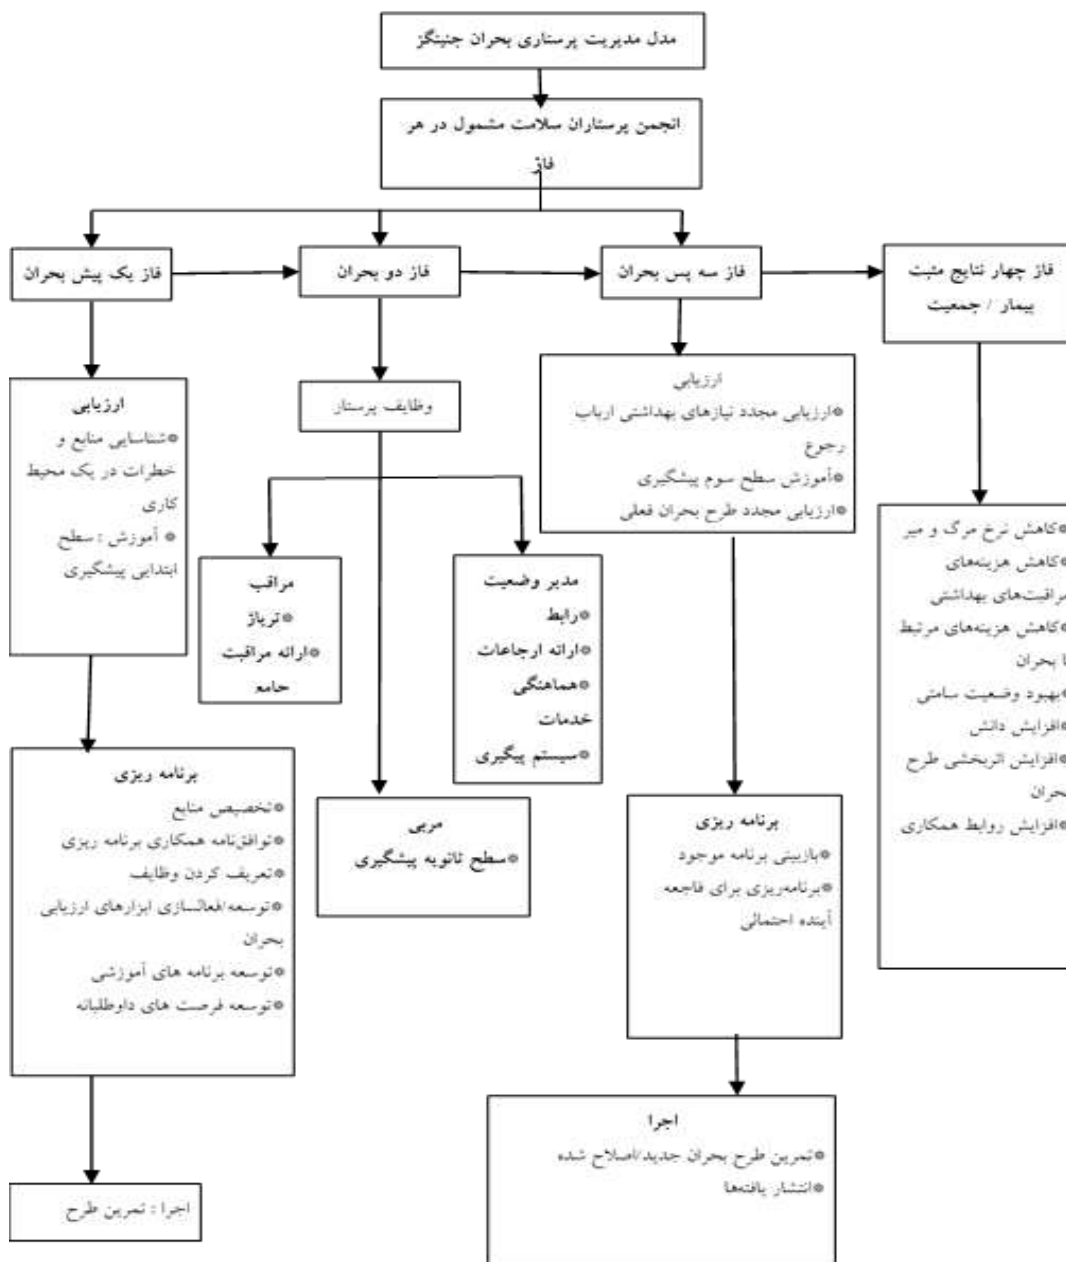 مدل مدیریت پرستاری بحران جنینگز
انجمن پرستاران سلامت مشمول در هر
فاز
فاز یک پیش بحران
فاز دو بحران
فاز سه پس بحران
فاز چهار نتایج مثبت
بیمار / جمعیت
ارزیابی
*شناسایی منابع و
خطرات در یک محیط
کاری
* آموزش : سطح
ابتدایی پیشگیری
برنامه ریزی
*تخصیص منابع
*توافق‌نامه همکاری برنامه ریزی
*تعریف کردن وظایف
*توسعه/فعالسازی ابزارهای ارزیابی
بحران
*توسعه برنامه های آموزشی
*توسعه فرصت های داوطلبانه
اجرا : تمرین طرح
وظایف پرستار
مراقب
*تریاژ
*ارائه مراقبت
جامع
مدیر وضعیت
*رابط
*ارائه ارجاعات
*هماهنگی
خدمات
*سیستم پیگیری
مربی
*سطح ثانویه پیشگیری
ارزیابی
*ارزیابی مجدد نیازهای بهداشتی ارباب
رجوع
*آموزش سطح سوم پیشگیری
*ارزیابی مجدد طرح بحران فعلی
برنامه ریزی
*بازبینی برنامه موجود
*برنامه‌ریزی برای فاجعه
آینده احتمالی
اجرا
*تمرین طرح بحران جدید/اصلاح شده
*انتشار یافته‌ها
*کاهش نرخ مرگ و میر
*کاهش هزینه‌های
مراقبت‌های بهداشتی
*کاهش هزینه‌های مرتبط
با بحران
*بهبود وضعیت سامتی
*افزایش دانش
*افزایش اثربخشی طرح
بحران
*افزایش روابط همکاری